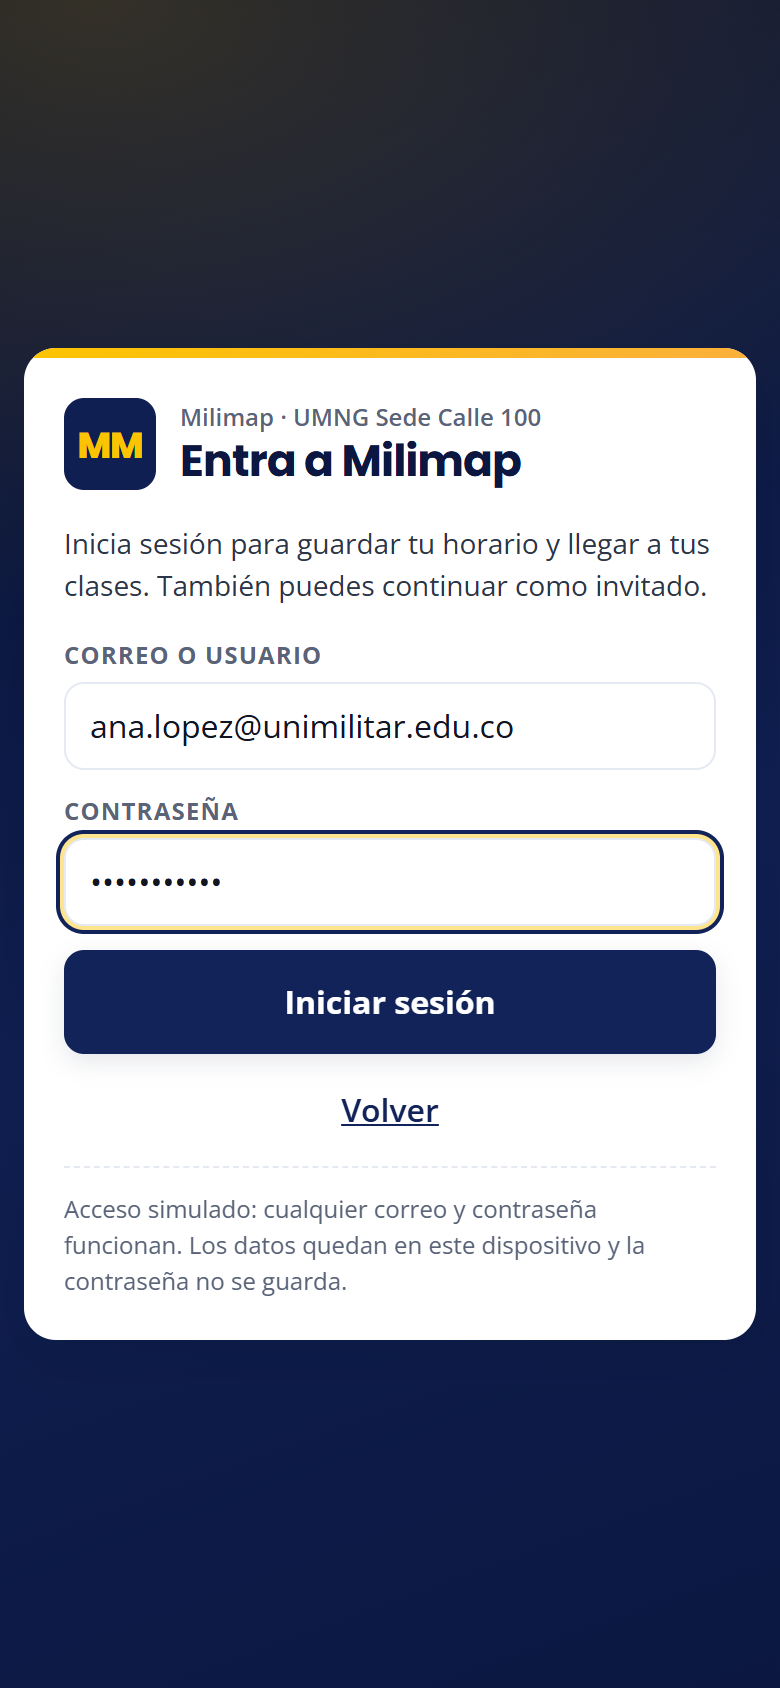 MM
Milimap · UMNG Sede Calle 100
Entra a Milimap
Inicia sesión para guardar tu horario y llegar a tus
clases. También puedes continuar como invitado.
CORREO O USUARIO
ana.lopez@unimilitar.edu.co
CONTRASEÑA
•••••••••••
Iniciar sesión
Volver
Acceso simulado: cualquier correo y contraseña
funcionan. Los datos quedan en este dispositivo y la
contraseña no se guarda.